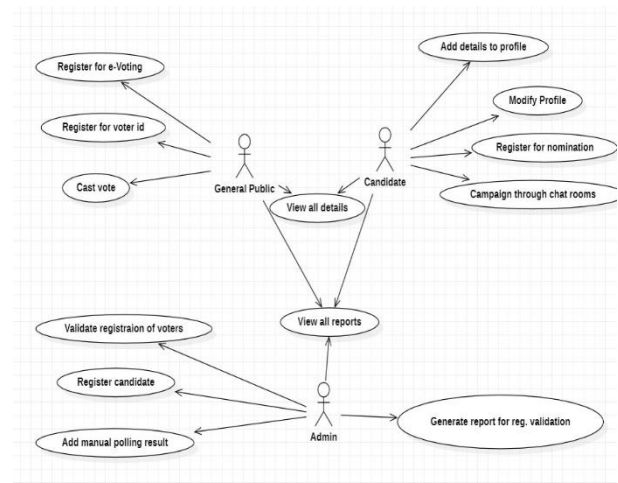 Add details to profile
Register for e-Voting
Modify Profile
Register for voter id
Register for nomination
Cast vote
General Public
Candidate
Campaign through chat rooms
View all details
View all reports
Validate registraion of voters
Register candidate
Generate report for reg. validation
Add manual polling result
Admin